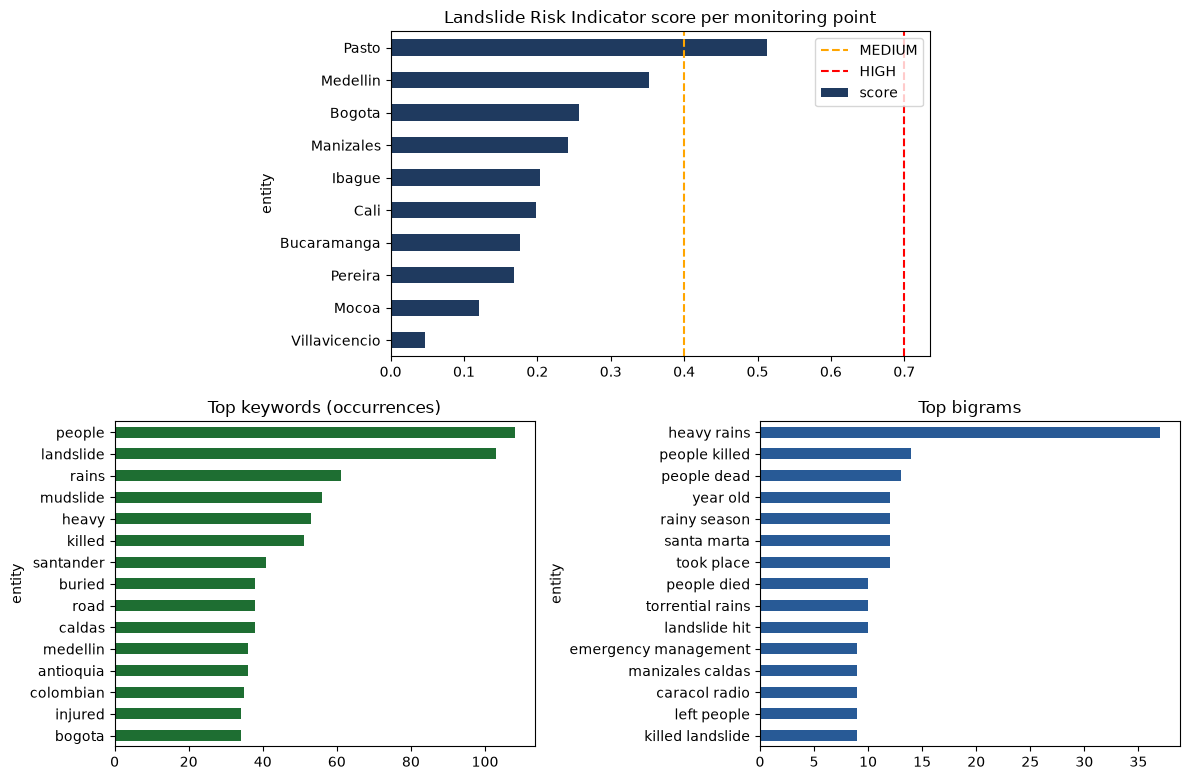 Landslide Risk Indicator score per monitoring point
entity
Pasto
Medellin
Bogota
Manizales
Ibague
Cali
Bucaramanga
Pereira
Mocoa
Villavicencio
MEDIUM
HIGH
score
0.0 0.1 0.2 0.3 0.4 0.5 0.6 0.7
Top keywords (occurrences)
entity
people
landslide
rains
mudslide
heavy
killed
santander
buried
road
caldas
medellin
antioquia
colombian
injured
bogota
0 20 40 60 80 100
Top bigrams
entity
heavy rains
people killed
people dead
year old
rainy season
santa marta
took place
people died
torrential rains
landslide hit
emergency management
manizales caldas
caracol radio
left people
killed landslide
0 5 10 15 20 25 30 35